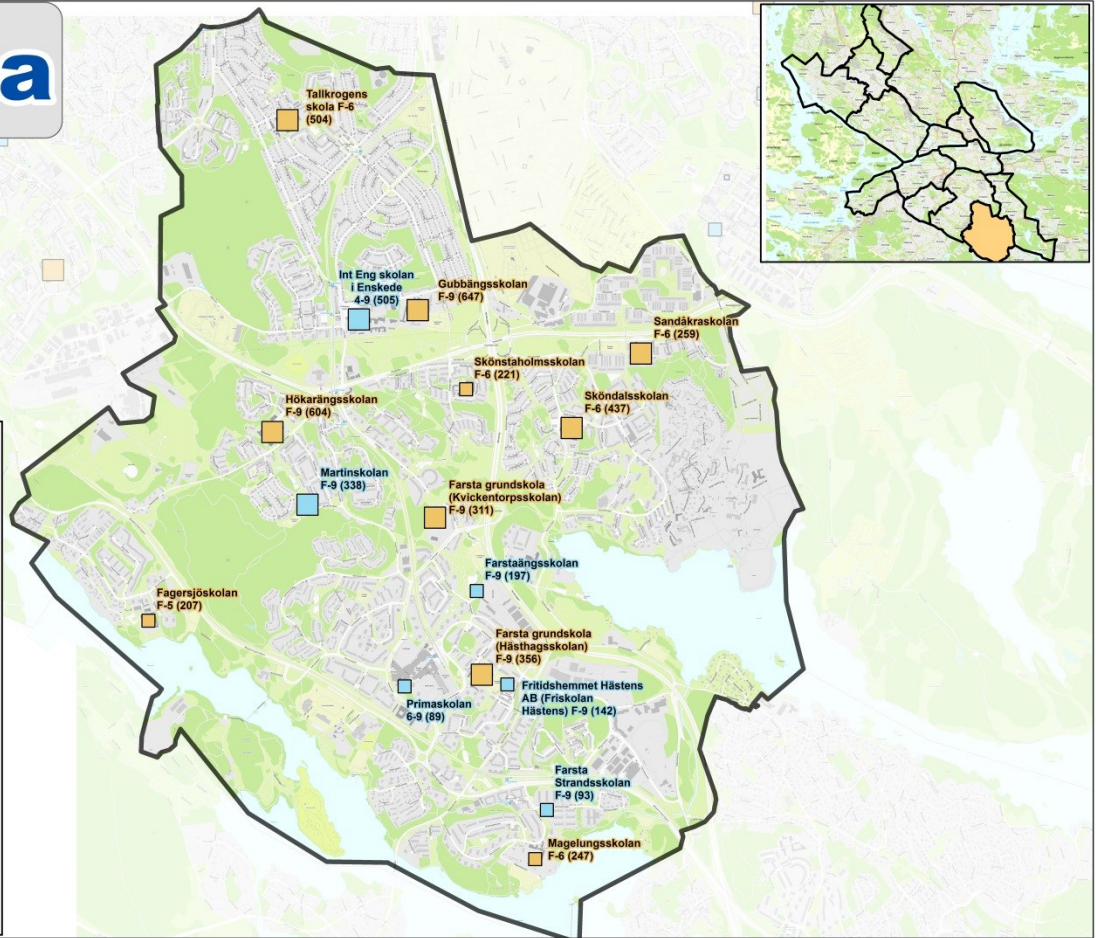 a
Tallkrogens
skola F-6
(504)
Int Eng skolan
i Enskede
4-9 (505)
Gubbängsskolan
F-9 (647)
Sandåkraskolan
F-6 (259)
Skönstaholmsskolan
F-6 (221)
Sköndalsskolan
F-6 (437)
Hökarängsskolan
F-9 (604)
Martinskolan
F-9 (338)
Farsta grundskola
(Kvickentorpsskolan)
F-9 (311)
Farstaängsskolan
F-9 (197)
Fagersjöskolan
F-5 (207)
Farsta grundskola
(Hästhagsskolan)
F-9 (356)
Fritidshemmet Hästens
AB (Friskolan
Hästens) F-9 (142)
Primaskolan
6-9 (89)
Farsta
Strandsskolan
F-9 (93)
Magelungsskolan
F-6 (247)